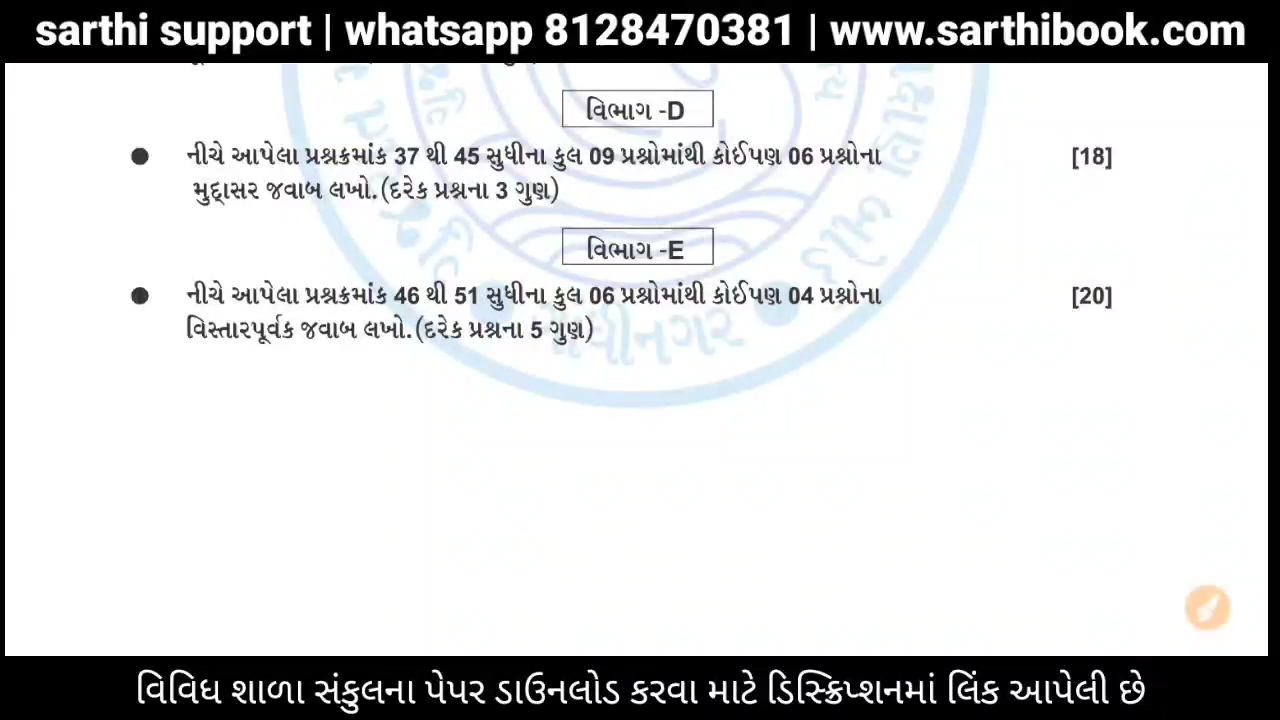 sarthi support | whatsapp 8128470381 | www.sarthibook.com
વિભાગ -D
● નીચે આપેલા પ્રશ્નક્રમાંક 37 થી 45 સુધીના કુલ 09 પ્રશ્નોમાંથી કોઈપણ 06 પ્રશ્નોના [18]
મુદ્દાસર જવાબ લખો.(દરેક પ્રશ્નના 3 ગુણ)
વિભાગ -E
● નીચે આપેલા પ્રશ્નક્રમાંક 46 થી 51 સુધીના કુલ 06 પ્રશ્નોમાંથી કોઈપણ 04 પ્રશ્નોના [20]
વિસ્તારપૂર્વક જવાબ લખો.(દરેક પ્રશ્નના 5 ગુણ)
ગાંધીનગર
વિવિધ શાળા સંકુલના પેપર ડાઉનલોડ કરવા માટે ડિસ્ક્રિપ્શનમાં લિંક આપેલી છે